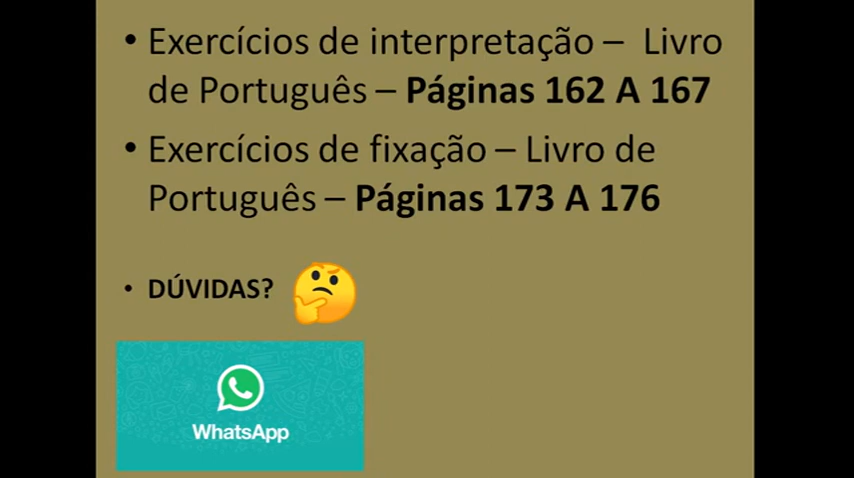 • Exercícios de interpretação – Livro
de Português – Páginas 162 A 167
• Exercícios de fixação – Livro de
Português – Páginas 173 A 176
• DÚVIDAS?
WhatsApp